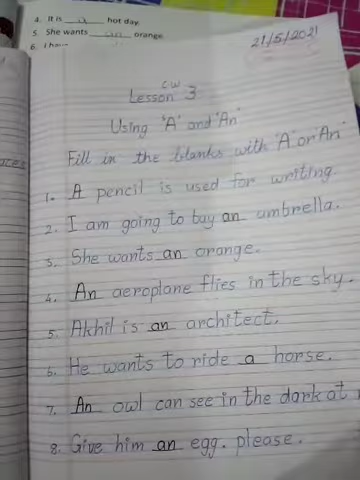 4. It is a hot day
5. She wants an orange.
6. I have
21/5/2021
CW
Lesson 3
Using 'A' and "An"
Fill in the blanks with "A" or "An"
1. A pencil is used for writing.
2. I am going to buy an umbrella.
3. She wants an orange.
4. An aeroplane flies in the sky.
5. Akhil is an architect.
6. He wants to ride a horse.
7. An owl can see in the dark at
8. Give him an egg. please.